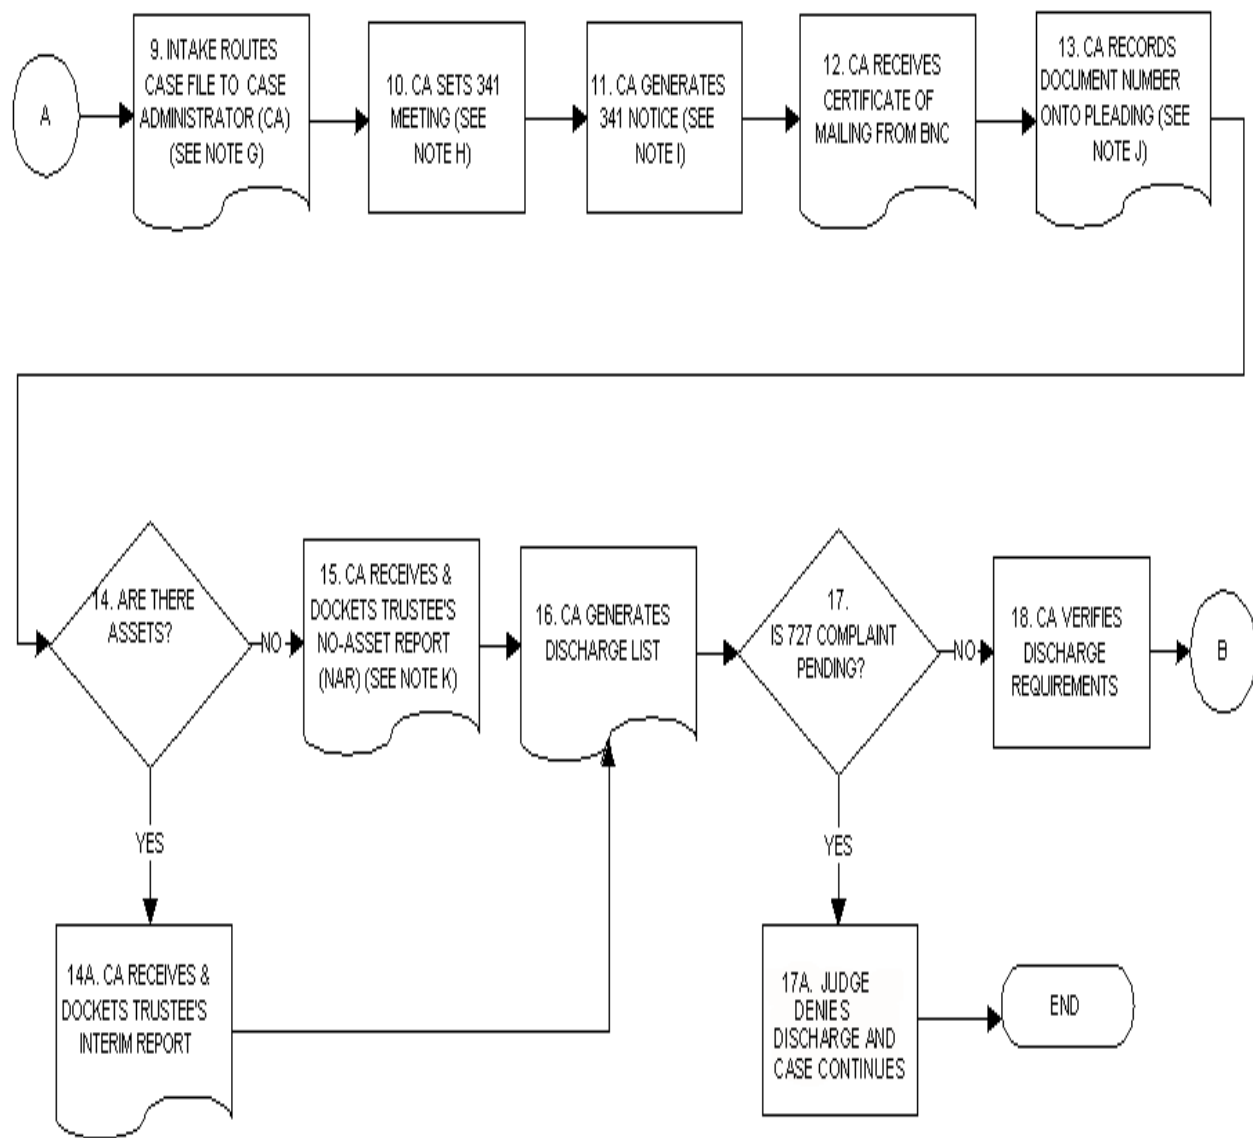 A
9. INTAKE ROUTES
CASE FILE TO CASE
ADMINISTRATOR (CA)
(SEE NOTE G)
10. CA SETS 341
MEETING (SEE
NOTE H)
11. CA GENERATES
341 NOTICE (SEE
NOTE I)
12. CA RECEIVES
CERTIFICATE OF
MAILING FROM BNC
13. CA RECORDS
DOCUMENT NUMBER
ONTO PLEADING (SEE
NOTE J)
14. ARE THERE
ASSETS?
NO
15. CA RECEIVES &
DOCKETS TRUSTEE'S
NO-ASSET REPORT
(NAR) (SEE NOTE K)
16. CA GENERATES
DISCHARGE LIST
17.
IS 727 COMPLAINT
PENDING?
NO
18. CA VERIFIES
DISCHARGE
REQUIREMENTS
B
YES
YES
14A. CA RECEIVES &
DOCKETS TRUSTEE'S
INTERIM REPORT
17A. JUDGE
DENIES
DISCHARGE AND
CASE CONTINUES
END